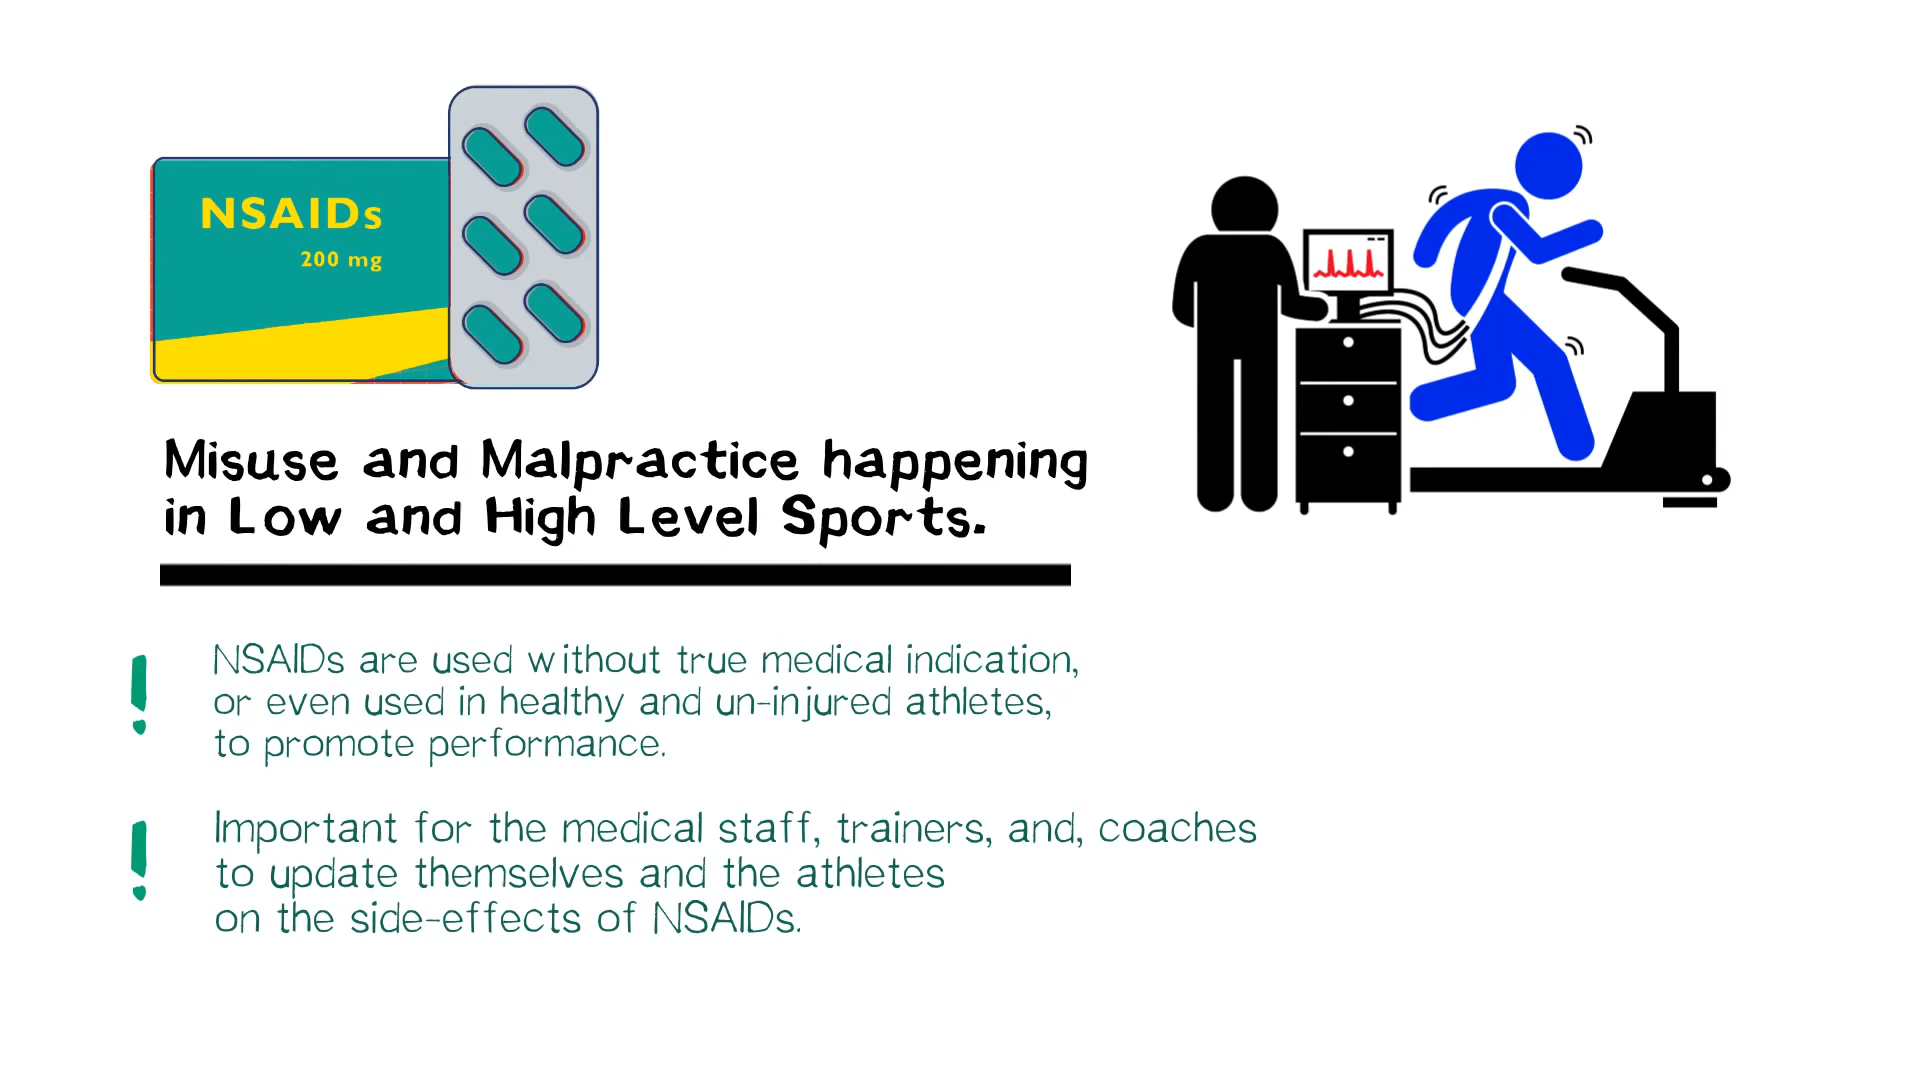 NSAIDs
200 mg
Misuse and Malpractice happening
in Low and High Level Sports.
NSAIDs are used without true medical indication,
or even used in healthy and un-injured athletes,
to promote performance.
Important for the medical staff, trainers, and, coaches
to update themselves and the athletes
on the side-effects of NSAIDs.